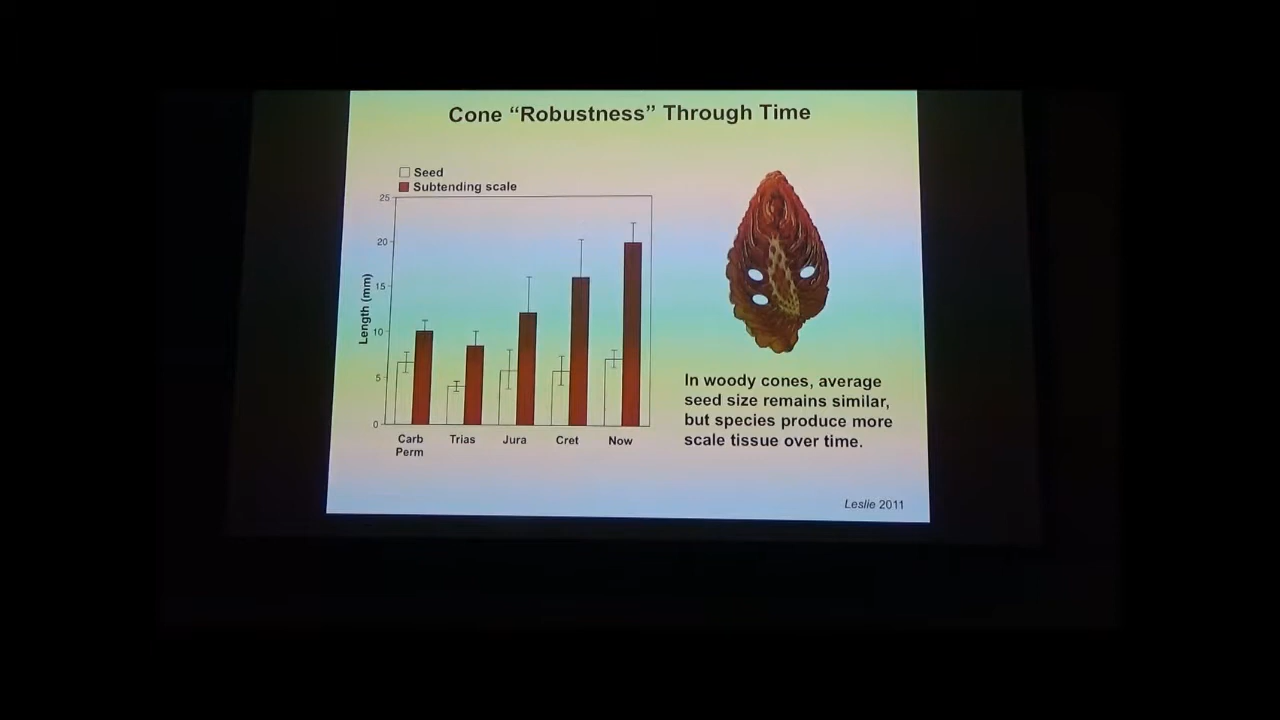 Cone “Robustness” Through Time
Seed
Subtending scale
25
20
15
10
5
0
Length (mm)
Carb
Perm
Trias
Jura
Cret
Now
In woody cones, average
seed size remains similar,
but species produce more
scale tissue over time.
Leslie 2011